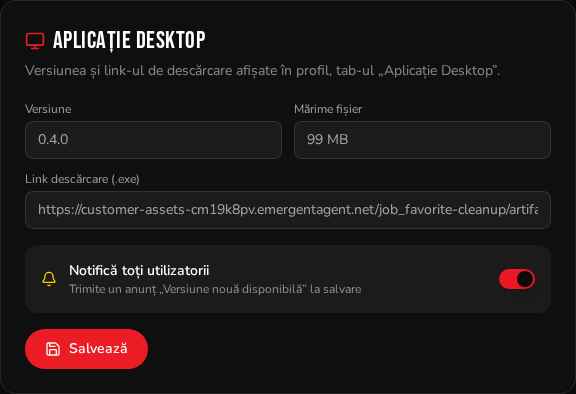 APLICAȚIE DESKTOP
Versiunea și link-ul de descărcare afișate în profil, tab-ul „Aplicație Desktop”.
Versiune
Mărime fișier
0.4.0
99 MB
Link descărcare (.exe)
https://customer-assets-cm19k8pv.emergentagent.net/job_favorite-cleanup/artifa
Notifică toți utilizatorii
Trimite un anunț „Versiune nouă disponibilă” la salvare
Salvează